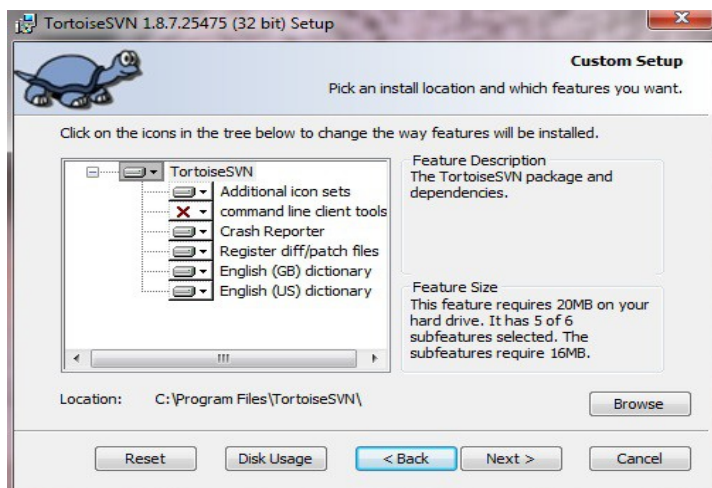 TortoiseSVN 1.8.7.25475 (32 bit) Setup
Custom Setup
Pick an install location and which features you want.
Click on the icons in the tree below to change the way features will be installed.
TortoiseSVN
Additional icon sets
command line client tools
Crash Reporter
Register diff/patch files
English (GB) dictionary
English (US) dictionary
Feature Description
The TortoiseSVN package and
dependencies.
Feature Size
This feature requires 20MB on your
hard drive. It has 5 of 6
subfeatures selected. The
subfeatures require 16MB.
Location: C:\Program Files\TortoiseSVN\
Browse
Reset
Disk Usage
< Back
Next >
Cancel